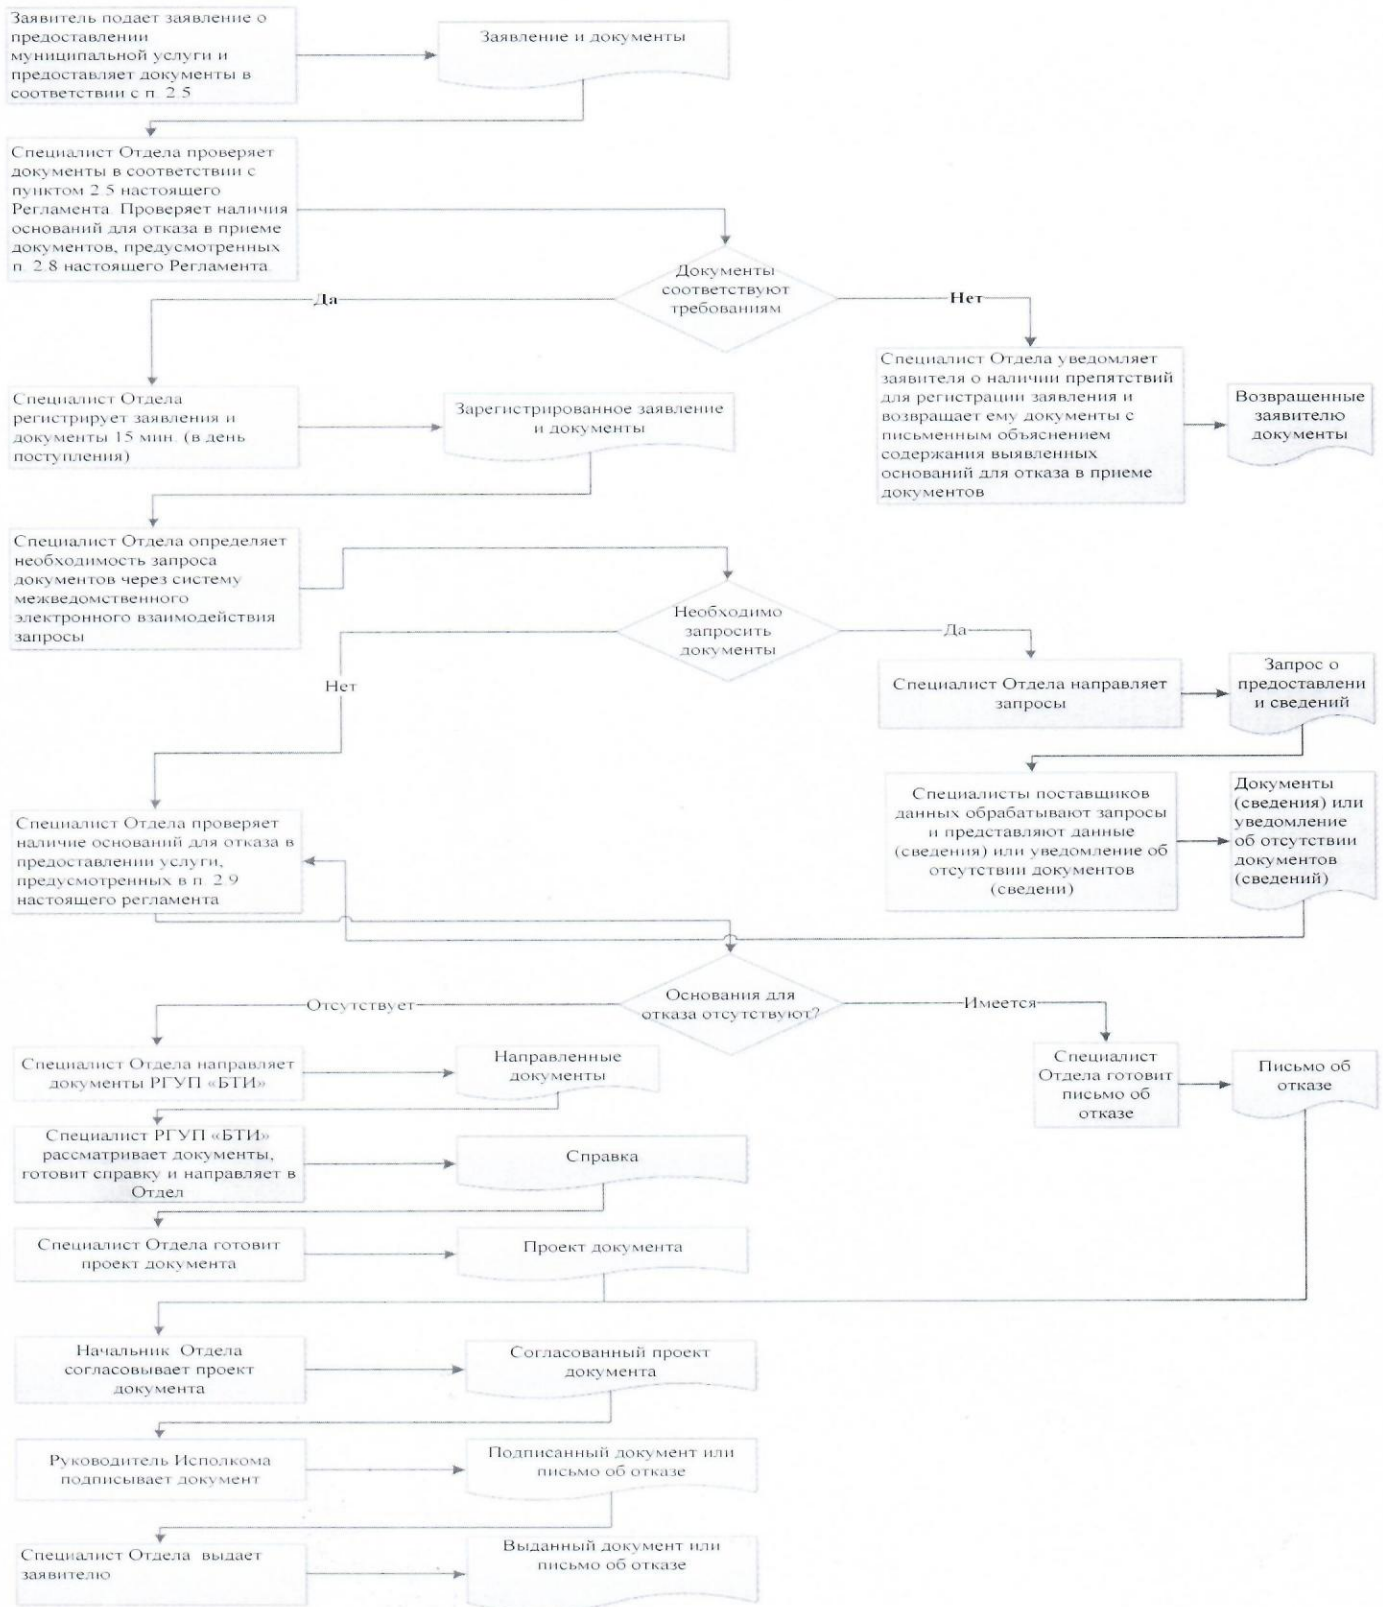 Заявитель подает заявление о
предоставлении
муниципальной услуги и
предоставляет документы в
соответствии с п. 2.5
Заявление и документы
Специалист Отдела проверяет
документы в соответствии с
пунктом 2.5 настоящего
Регламента. Проверяет наличия
оснований для отказа в приеме
документов, предусмотренных
п. 2.8 настоящего Регламента.
Документы
соответствуют
требованиям
Да
Нет
Специалист Отдела
регистрирует заявления и
документы 15 мин. (в день
поступления)
Зарегистрированное заявление
и документы
Специалист Отдела уведомляет
заявителя о наличии препятствий
для регистрации заявления и
возвращает ему документы с
письменным объяснением
содержания выявленных
оснований для отказа в приеме
документов
Возвращенные
заявителю
документы
Специалист Отдела определяет
необходимость запроса
документов через систему
межведомственного
электронного взаимодействия
запросы
Необходимо
запросить
документы
Да
Нет
Специалист Отдела направляет
запросы
Запрос о
предоставлени
и сведений
Специалисты поставщиков
данных обрабатывают запросы
и представляют данные
(сведения) или уведомление об
отсутствии документов
(сведени)
Документы
(сведения) или
уведомление
об отсутствии
документов
(сведений)
Специалист Отдела проверяет
наличие оснований для отказа в
предоставлении услуги,
предусмотренных в п. 2.9
настоящего регламента
Основания для
отказа отсутствуют?
Отсутствует
Имеется
Специалист Отдела направляет
документы РГУП «БТИ»
Направленные
документы
Специалист
Отдела готовит
письмо об
отказе
Письмо об
отказе
Специалист РГУП «БТИ»
рассматривает документы,
готовит справку и направляет в
Отдел
Справка
Специалист Отдела готовит
проект документа
Проект документа
Начальник Отдела
согласовывает проект
документа
Согласованный проект
документа
Руководитель Исполкома
подписывает документ
Подписанный документ или
письмо об отказе
Специалист Отдела выдает
заявителю
Выданный документ или
письмо об отказе